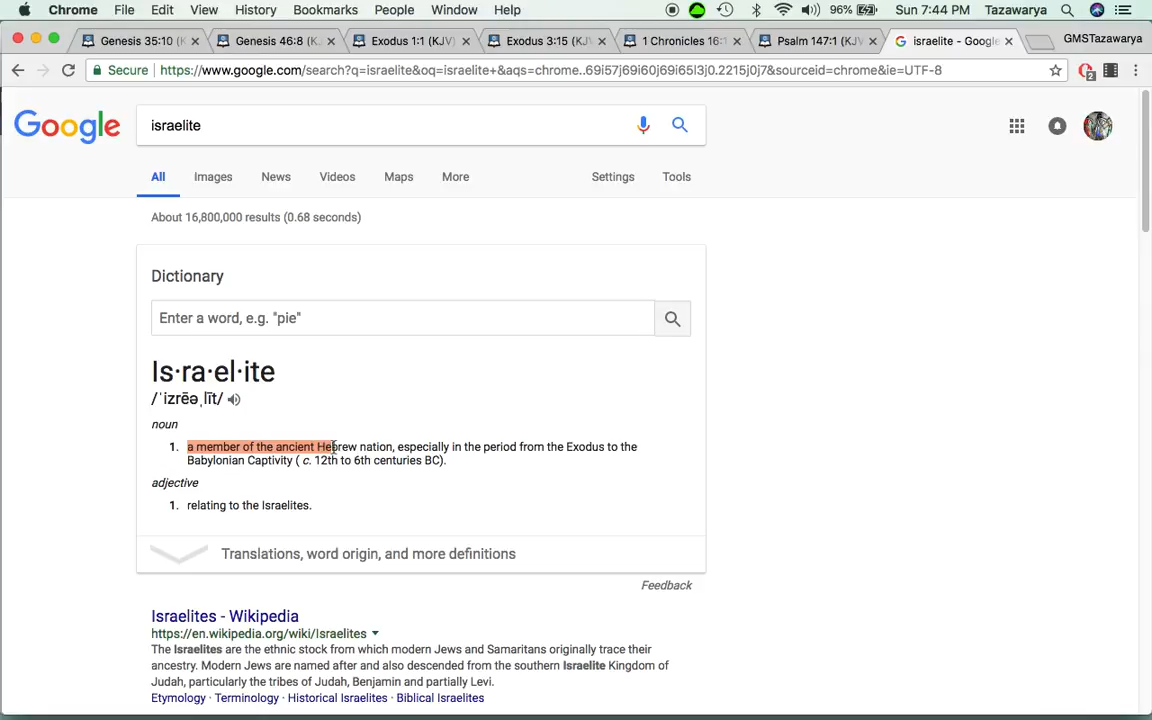 Chrome File Edit View History Bookmarks People Window Help 96% Sun 7:44 PM Tazawarya
Genesis 35:10 (K Genesis 46:8 (K Exodus 1:1 (KJV) Exodus 3:15 (KJV 1 Chronicles 16: Psalm 147:1 (KJV israelite - Google GMSTazawarya
Secure https://www.google.com/search?q=israelite&oq=israelite+&aqs=chrome..69i57j69i60j69i65l3j0.2215j0j7&sourceid=chrome&ie=UTF-8 2
Google israelite
All Images News Videos Maps More Settings Tools
About 16,800,000 results (0.68 seconds)
Dictionary
Enter a word, e.g. "pie"
Is·ra·el·ite
/ˈizrēəˌlīt/
noun
1. a member of the ancient Hebrew nation, especially in the period from the Exodus to the
Babylonian Captivity ( c. 12th to 6th centuries BC).
adjective
1. relating to the Israelites.
Translations, word origin, and more definitions
Feedback
Israelites - Wikipedia
https://en.wikipedia.org/wiki/Israelites
The Israelites are the ethnic stock from which modern Jews and Samaritans originally trace their
ancestry. Modern Jews are named after and also descended from the southern Israelite Kingdom of
Judah, particularly the tribes of Judah, Benjamin and partially Levi.
Etymology · Terminology · Historical Israelites · Biblical Israelites